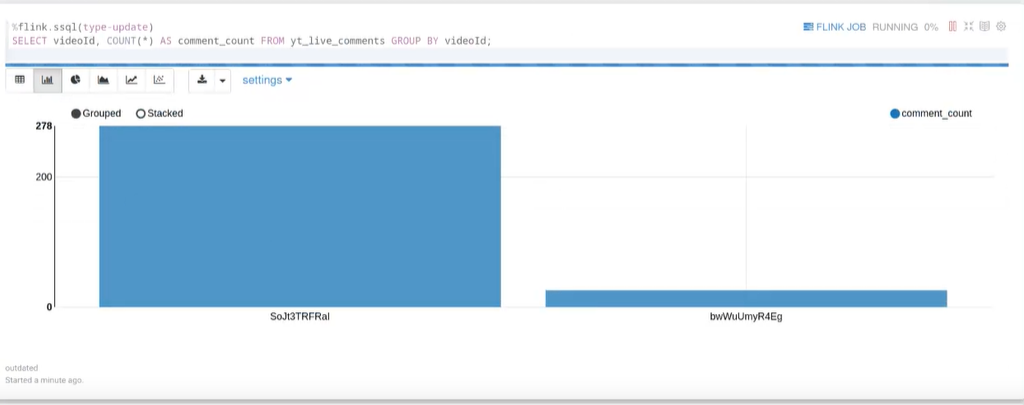 %flink.ssql(type-update)
FLINK JOB RUNNING 0%
SELECT videoId, COUNT(*) AS comment_count FROM yt_live_comments GROUP BY videoId;
settings
Grouped Stacked
comment_count
278
200
0
SoJt3TRFRaI
bwWuUmyR4Eg
outdated
Started a minute ago.